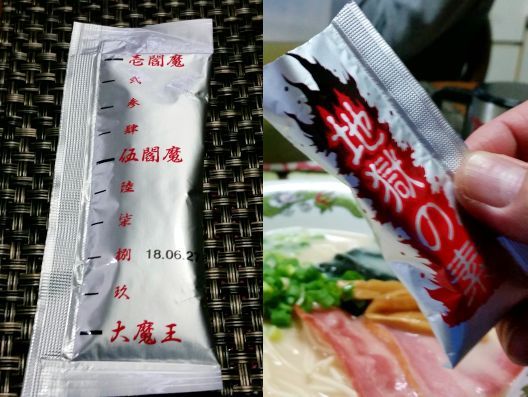 壱閻魔
弐
参
肆
伍閻魔
陸
柒
捌
18.06.27
玖
大魔王
地獄の素